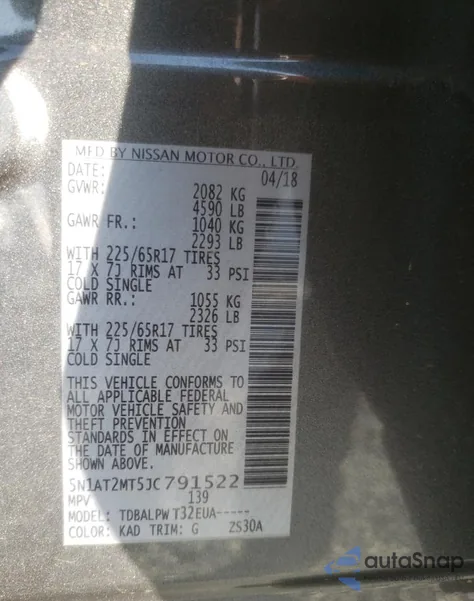 MFD BY NISSAN MOTOR CO., LTD.
DATE: 04/18
GVWR: 2082 KG
4590 LB
GAWR FR.: 1040 KG
2293 LB
WITH 225/65R17 TIRES
17 X 7J RIMS AT 33 PSI
COLD SINGLE
GAWR RR.: 1055 KG
2326 LB
WITH 225/65R17 TIRES
17 X 7J RIMS AT 33 PSI
COLD SINGLE
THIS VEHICLE CONFORMS TO
ALL APPLICABLE FEDERAL
MOTOR VEHICLE SAFETY AND
THEFT PREVENTION
STANDARDS IN EFFECT ON
THE DATE OF MANUFACTURE
SHOWN ABOVE.
5N1AT2MT5JC791522
MPV 139
MODEL: TDBALPW T32EUA-----
COLOR: KAD TRIM: G ZS30A
autoSnap